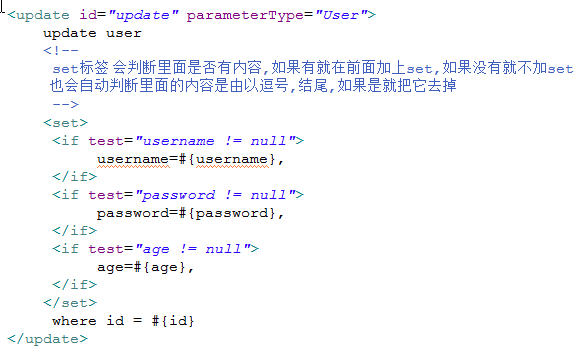 <update id="update" parameterType="User">
update user
<!--
set标签 会判断里面是否有内容,如果有就在前面加上set,如果没有就不加set
也会自动判断里面的内容是由以逗号,结尾,如果是就把它去掉
-->
<set>
<if test="username != null">
username=#{username},
</if>
<if test="password != null">
password=#{password},
</if>
<if test="age != null">
age=#{age},
</if>
</set>
where id = #{id}
</update>